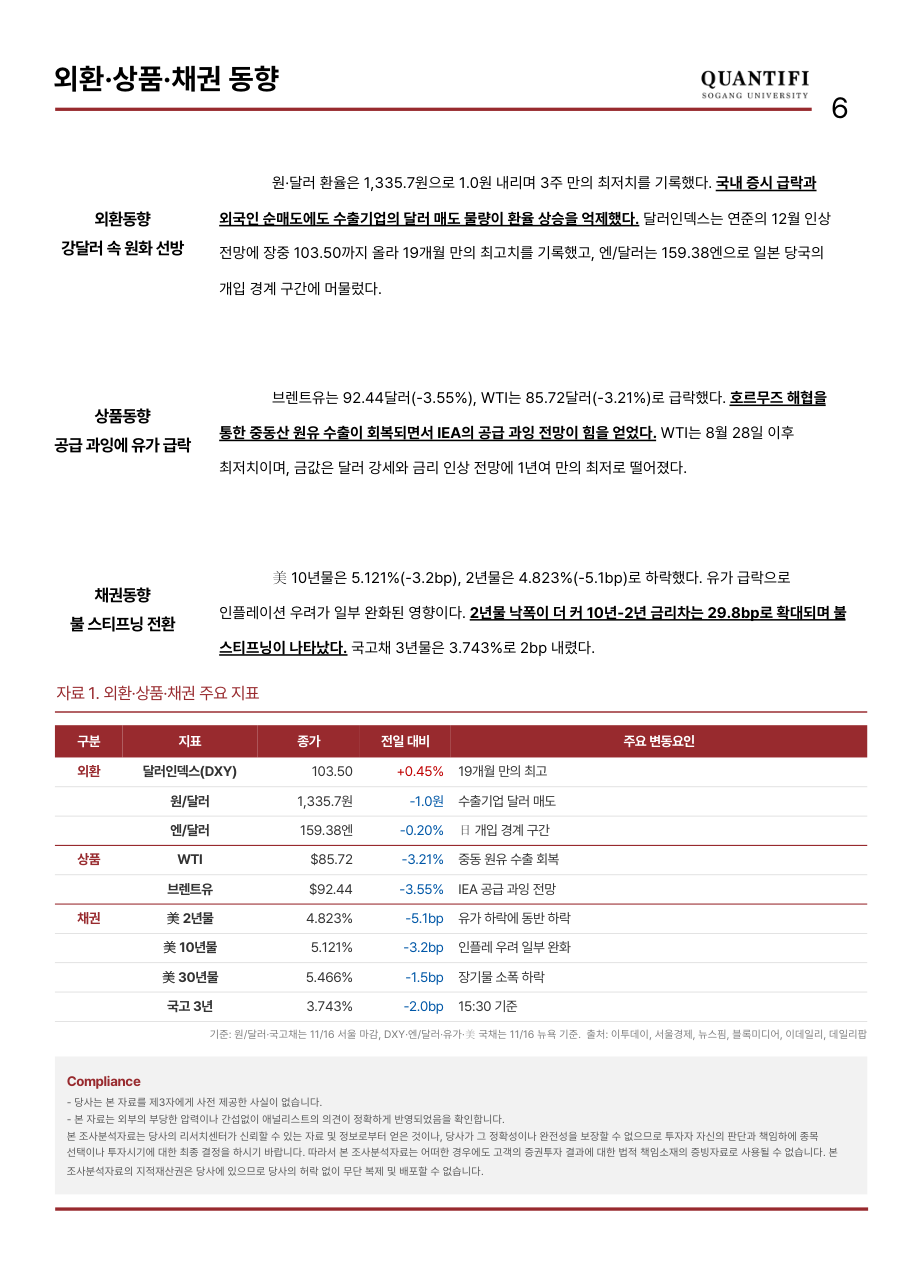 외환·상품·채권 동향
QUANTIFI
SOGANG UNIVERSITY
6
외환동향
강달러 속 원화 선방
원·달러 환율은 1,335.7원으로 1.0원 내리며 3주 만의 최저치를 기록했다. 국내 증시 급락과
외국인 순매도에도 수출기업의 달러 매도 물량이 환율 상승을 억제했다. 달러인덱스는 연준의 12월 인상
전망에 장중 103.50까지 올라 19개월 만의 최고치를 기록했고, 엔/달러는 159.38엔으로 일본 당국의
개입 경계 구간에 머물렀다.
상품동향
공급 과잉에 유가 급락
브렌트유는 92.44달러(-3.55%), WTI는 85.72달러(-3.21%)로 급락했다. 호르무즈 해협을
통한 중동산 원유 수출이 회복되면서 IEA의 공급 과잉 전망이 힘을 얻었다. WTI는 8월 28일 이후
최저치이며, 금값은 달러 강세와 금리 인상 전망에 1년여 만의 최저로 떨어졌다.
채권동향
불 스티프닝 전환
美 10년물은 5.121%(-3.2bp), 2년물은 4.823%(-5.1bp)로 하락했다. 유가 급락으로
인플레이션 우려가 일부 완화된 영향이다. 2년물 낙폭이 더 커 10년-2년 금리차는 29.8bp로 확대되며 불
스티프닝이 나타났다. 국고채 3년물은 3.743%로 2bp 내렸다.
자료 1. 외환·상품·채권 주요 지표
구분 지표 종가 전일 대비 주요 변동요인
외환 달러인덱스(DXY) 103.50 +0.45% 19개월 만의 최고
원/달러 1,335.7원 -1.0원 수출기업 달러 매도
엔/달러 159.38엔 -0.20% 日 개입 경계 구간
상품 WTI $85.72 -3.21% 중동 원유 수출 회복
브렌트유 $92.44 -3.55% IEA 공급 과잉 전망
채권 美 2년물 4.823% -5.1bp 유가 하락에 동반 하락
美 10년물 5.121% -3.2bp 인플레 우려 일부 완화
美 30년물 5.466% -1.5bp 장기물 소폭 하락
국고 3년 3.743% -2.0bp 15:30 기준
기준: 원/달러·국고채는 11/16 서울 마감, DXY·엔/달러·유가·美 국채는 11/16 뉴욕 기준. 출처: 이투데이, 서울경제, 뉴스핌, 블록미디어, 이데일리, 데일리팝
Compliance
- 당사는 본 자료를 제3자에게 사전 제공한 사실이 없습니다.
- 본 자료는 외부의 부당한 압력이나 간섭없이 애널리스트의 의견이 정확하게 반영되었음을 확인합니다.
본 조사분석자료는 당사의 리서치센터가 신뢰할 수 있는 자료 및 정보로부터 얻은 것이나, 당사가 그 정확성이나 완전성을 보장할 수 없으므로 투자자 자신의 판단과 책임하에 종목
선택이나 투자시기에 대한 최종 결정을 하시기 바랍니다. 따라서 본 조사분석자료는 어떠한 경우에도 고객의 증권투자 결과에 대한 법적 책임소재의 증빙자료로 사용될 수 없습니다. 본
조사분석자료의 지적재산권은 당사에 있으므로 당사의 허락 없이 무단 복제 및 배포할 수 없습니다.